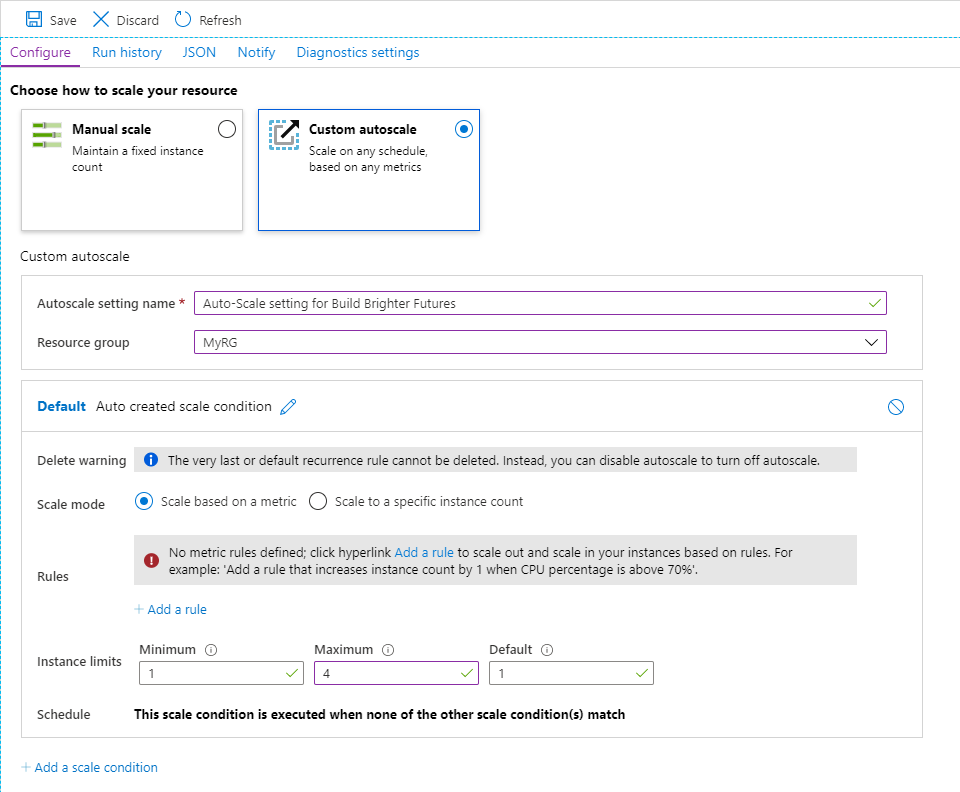 Save Discard Refresh
Configure Run history JSON Notify Diagnostics settings
Choose how to scale your resource
Manual scale
Maintain a fixed instance
count
Custom autoscale
Scale on any schedule,
based on any metrics
Custom autoscale
Autoscale setting name * Auto-Scale setting for Build Brighter Futures
Resource group MyRG
Default Auto created scale condition
Delete warning The very last or default recurrence rule cannot be deleted. Instead, you can disable autoscale to turn off autoscale.
Scale mode Scale based on a metric Scale to a specific instance count
Rules
No metric rules defined; click hyperlink Add a rule to scale out and scale in your instances based on rules. For
example: 'Add a rule that increases instance count by 1 when CPU percentage is above 70%'.
+ Add a rule
Instance limits
Minimum Maximum Default
1 4 1
Schedule This scale condition is executed when none of the other scale condition(s) match
+ Add a scale condition